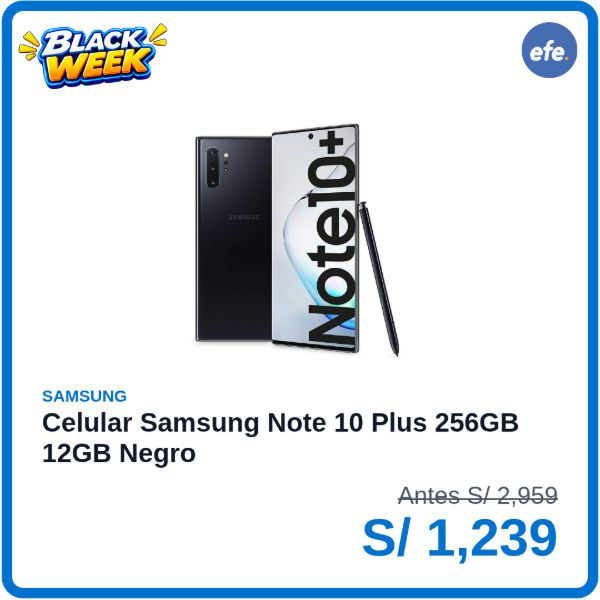 BLACK
WEEK
efe.
SAMSUNG
Note10+
SAMSUNG
Celular Samsung Note 10 Plus 256GB
12GB Negro
Antes S/ 2,959
S/ 1,239